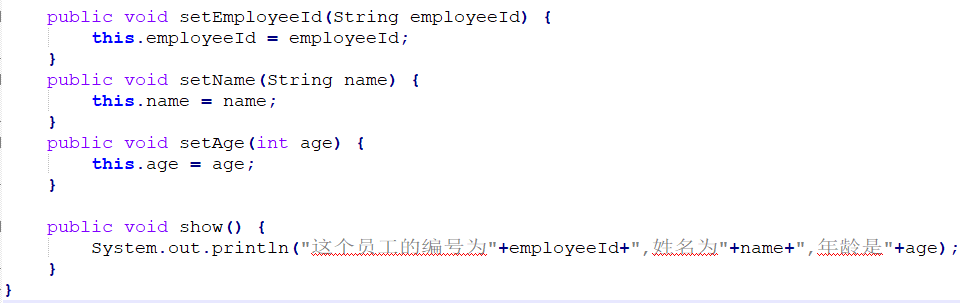 public void setEmployeeId(String employeeId) {
this.employeeId = employeeId;
}
public void setName(String name) {
this.name = name;
}
public void setAge(int age) {
this.age = age;
}
public void show() {
System.out.println("这个员工的编号为"+employeeId+",姓名为"+name+",年龄是"+age);
}
}